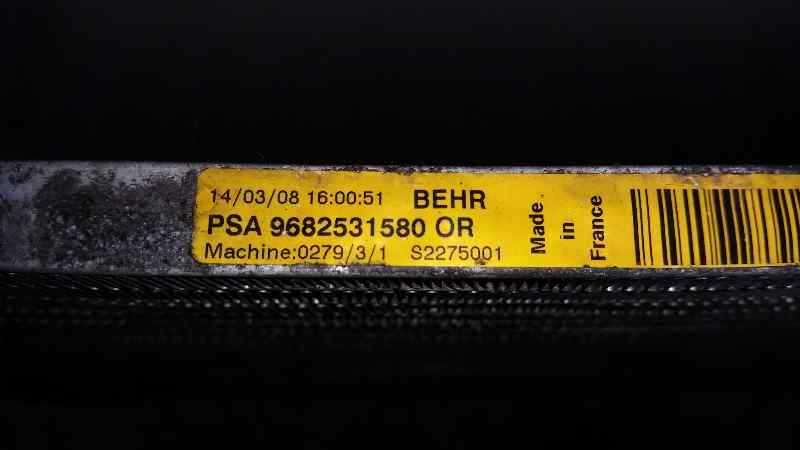 14/03/08 16:00:51 BEHR
PSA 9682531580 OR
Machine:0279/3/1 S2275001
Made
in
France